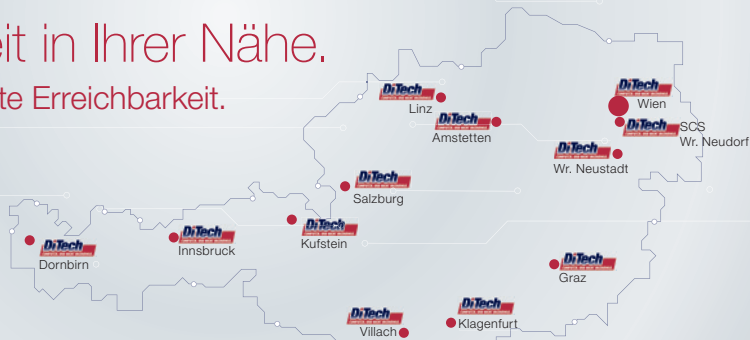 eit in Ihrer Nähe.
te Erreichbarkeit.
DiTech
Linz
DiTech
Amstetten
DiTech
Wien
DiTech
SCS
Wr. Neudorf
DiTech
Wr. Neustadt
DiTech
Salzburg
DiTech
Kufstein
DiTech
Innsbruck
DiTech
Dornbirn
DiTech
Graz
DiTech
Klagenfurt
DiTech
Villach